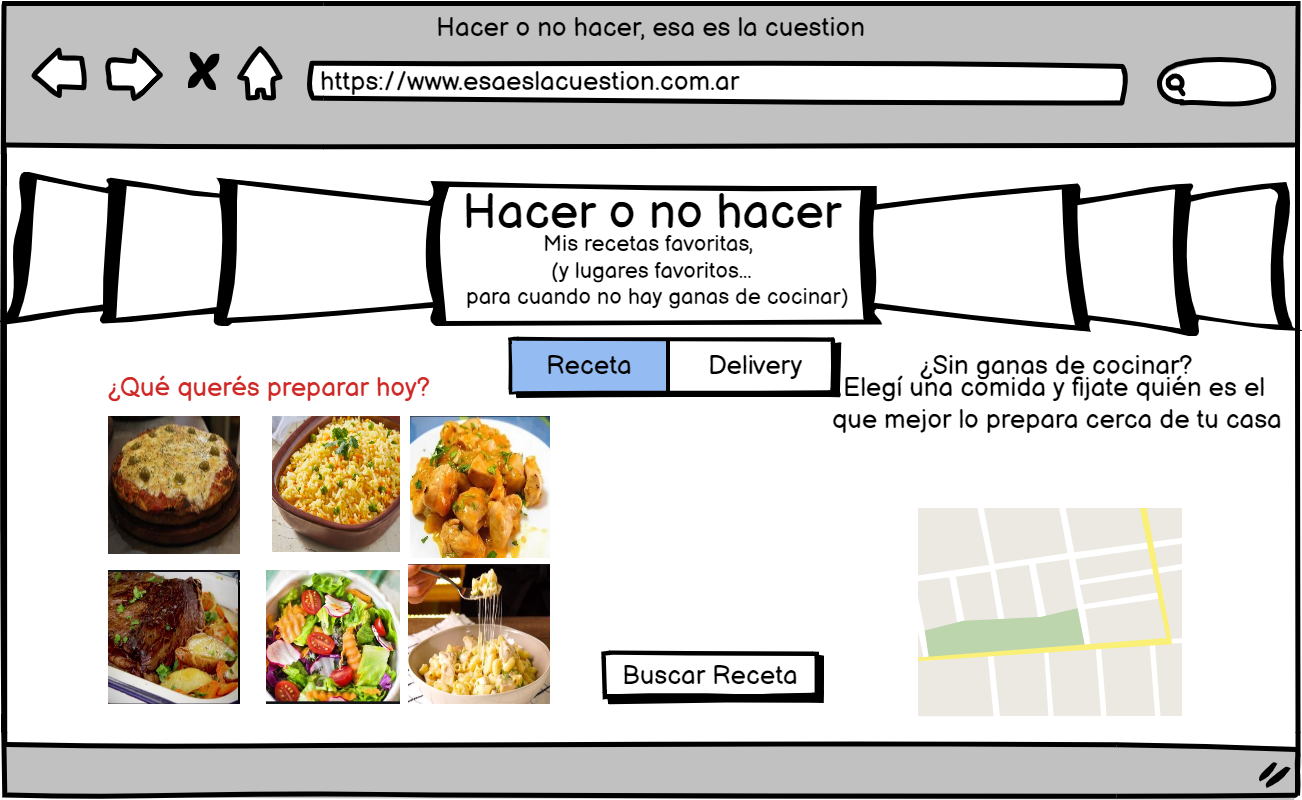 Hacer o no hacer, esa es la cuestion
https://www.esaeslacuestion.com.ar
Hacer o no hacer
Mis recetas favoritas,
(y lugares favoritos...
para cuando no hay ganas de cocinar)
Receta
Delivery
¿Qué querés preparar hoy?
¿Sin ganas de cocinar?
Elegí una comida y fijate quién es el
que mejor lo prepara cerca de tu casa
Buscar Receta